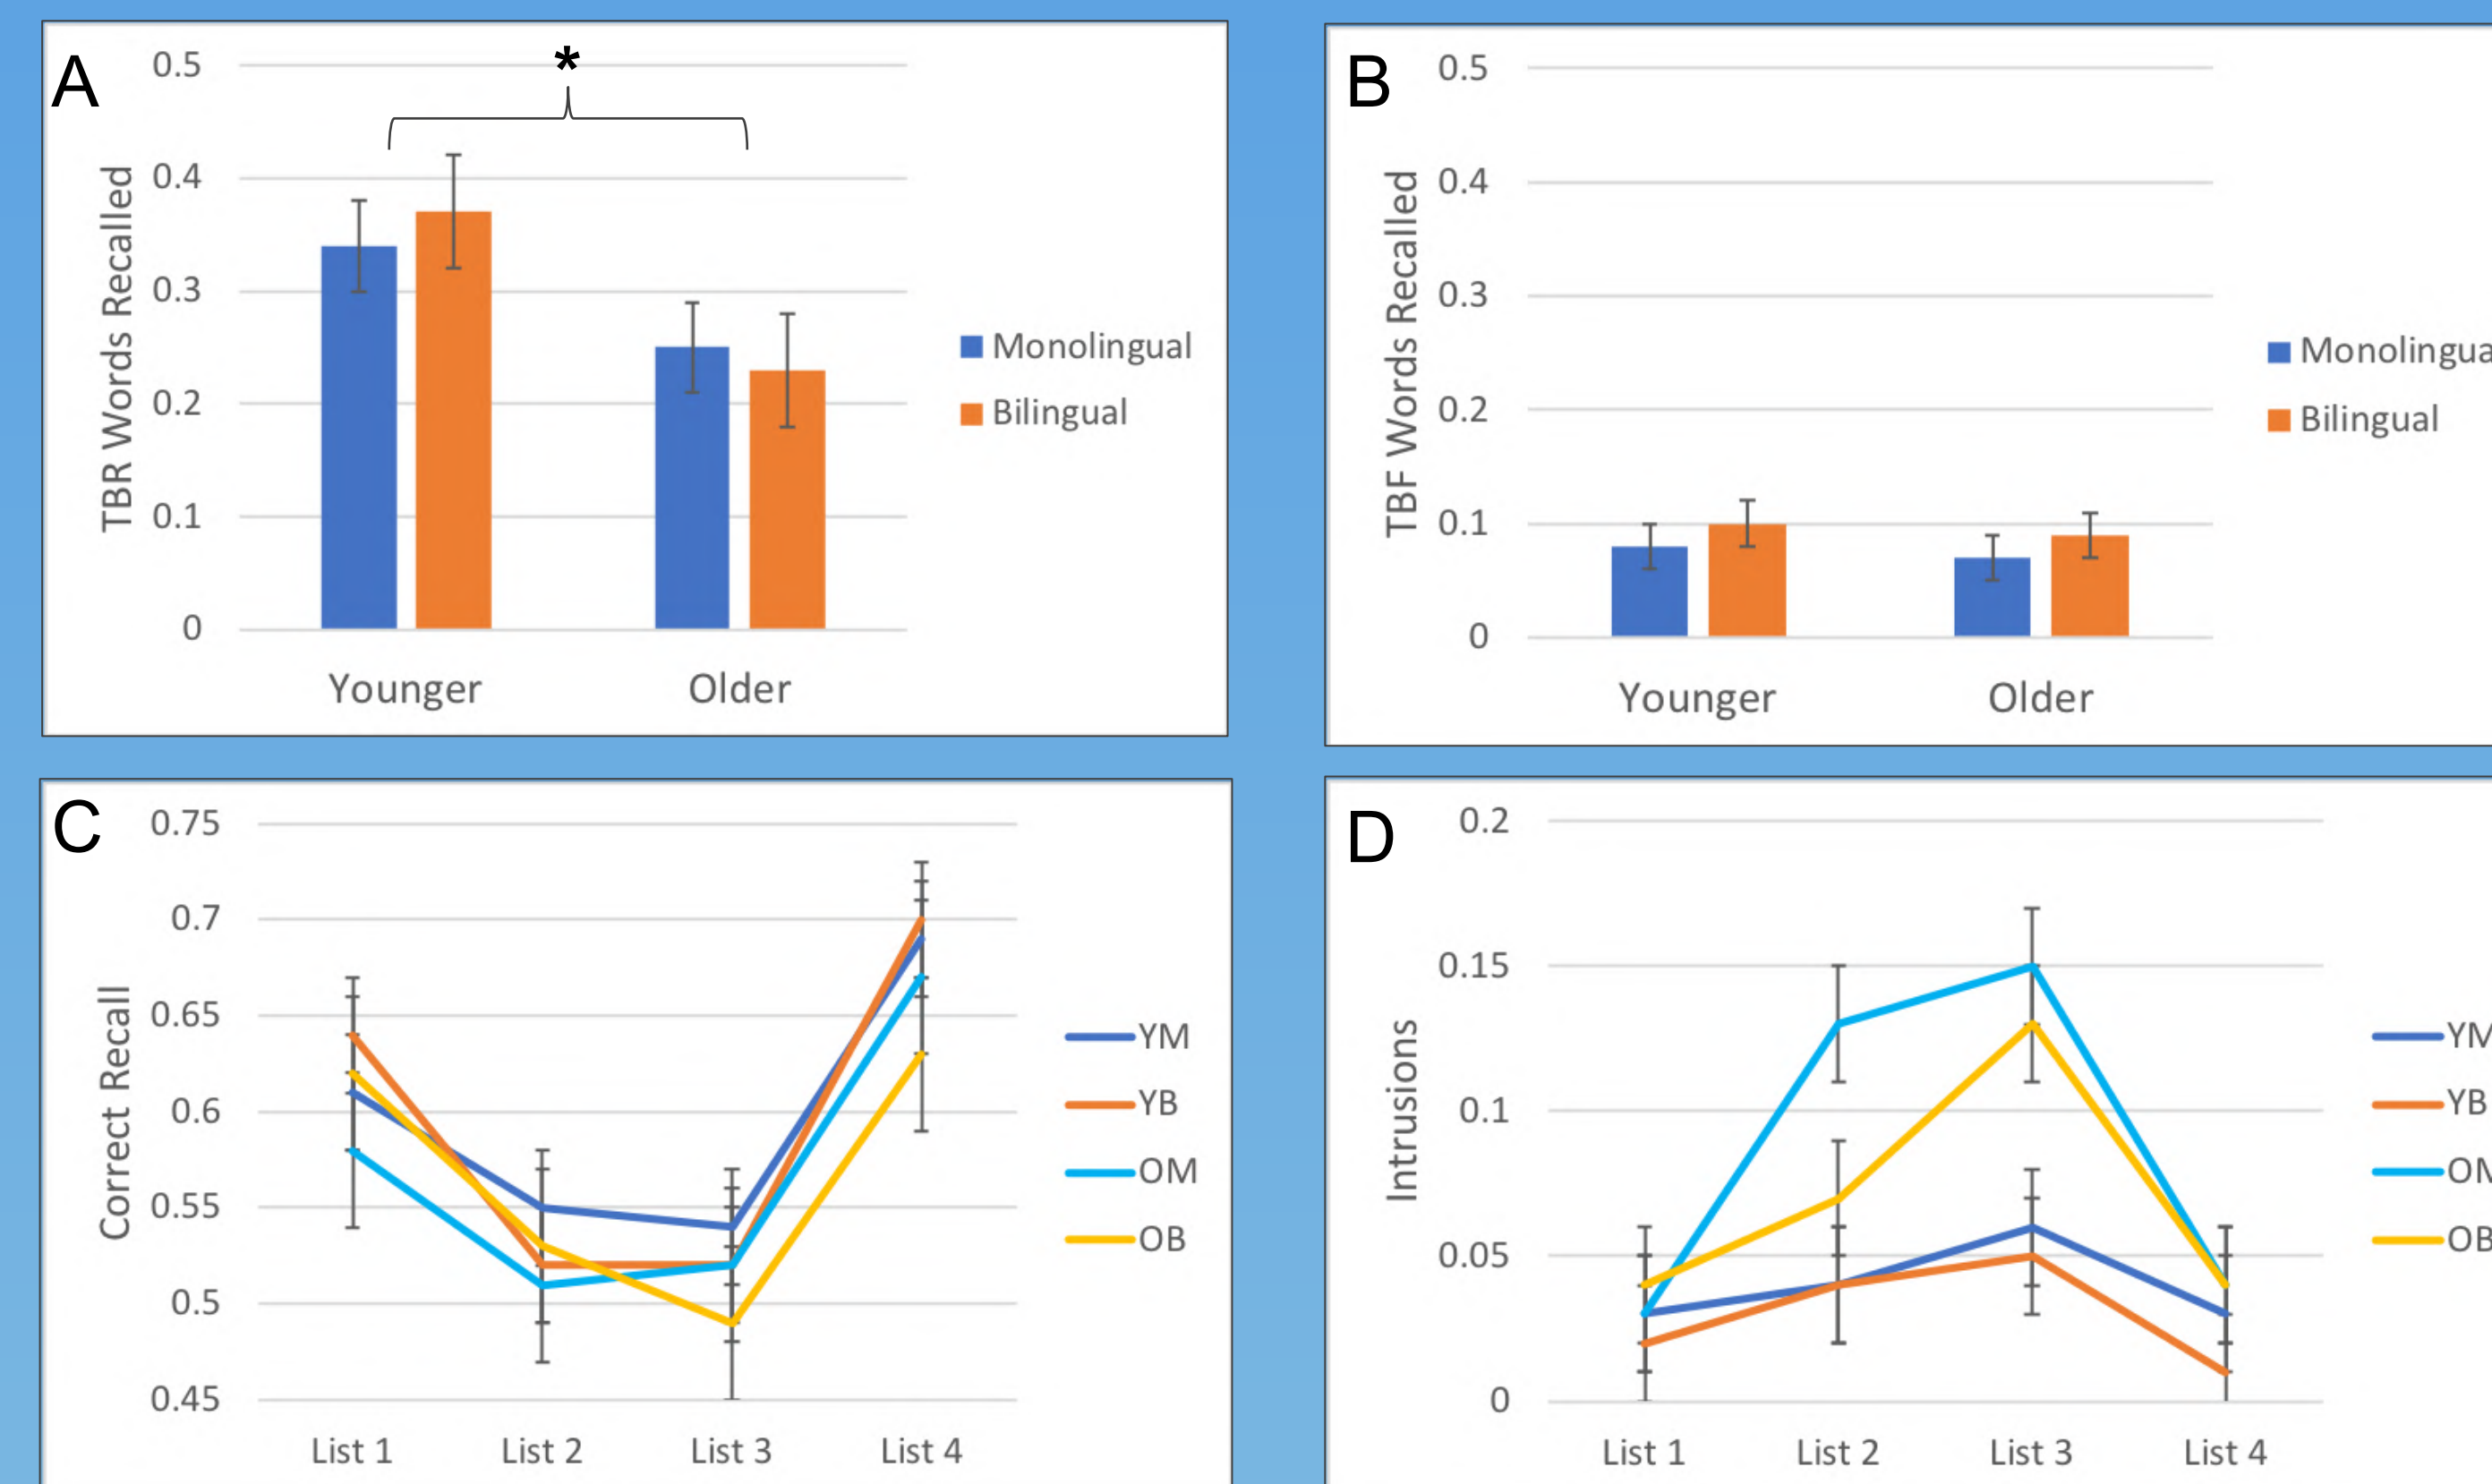 A
*
0.5
0.4
0.3
0.2
0.1
0
TBR Words Recalled
Younger
Older
Monolingual
Bilingual
B
0.5
0.4
0.3
0.2
0.1
0
TBF Words Recalled
Younger
Older
Monolingua
Bilingual
C
0.75
0.7
0.65
0.6
0.55
0.5
0.45
Correct Recall
List 1
List 2
List 3
List 4
YM
YB
OM
OB
D
0.2
0.15
0.1
0.05
0
Intrusions
List 1
List 2
List 3
List 4
YM
YB
OM
OB